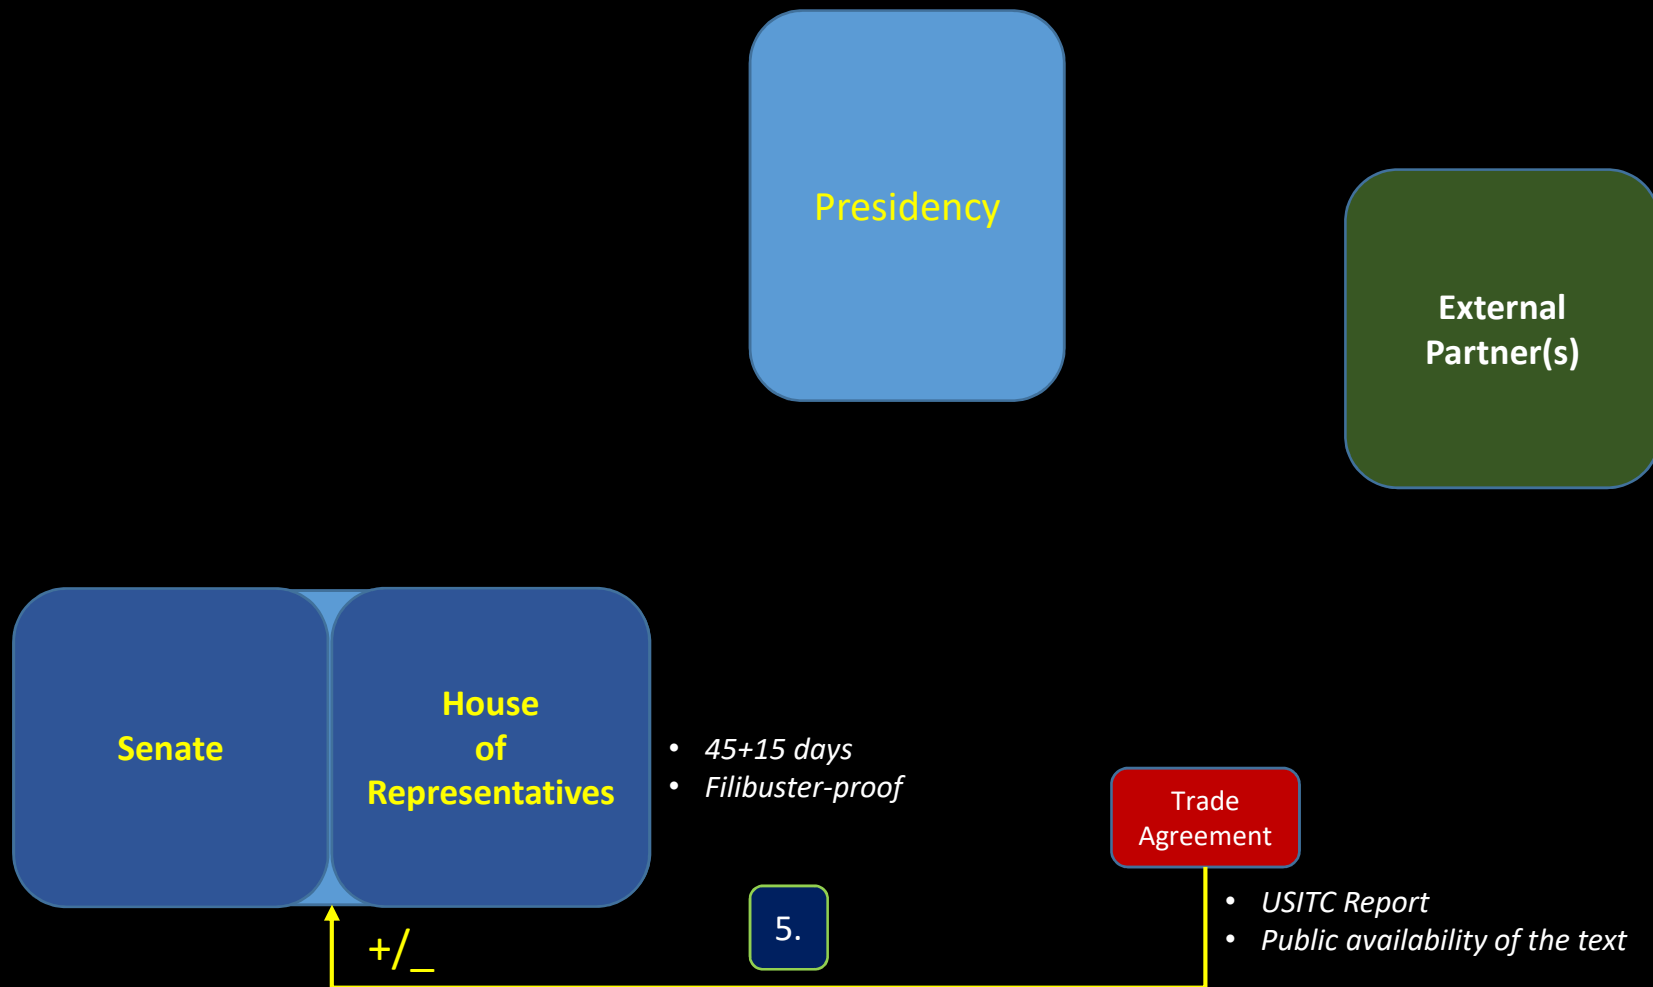 Presidency
External
Partner(s)
Senate
House
of
Representatives
• 45+15 days
• Filibuster-proof
Trade
Agreement
• USITC Report
• Public availability of the text
5.
+/_